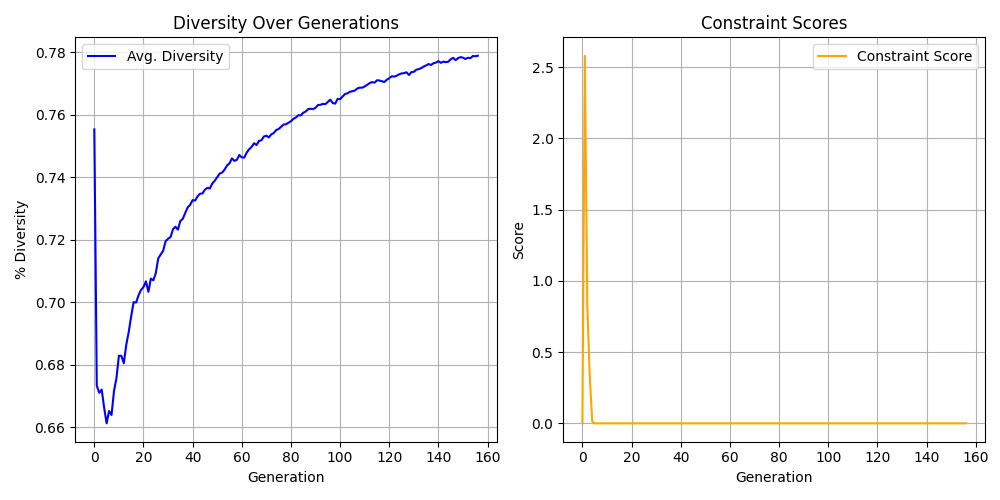 Diversity Over Generations
Avg. Diversity
% Diversity
0.78
0.76
0.74
0.72
0.70
0.68
0.66
0 20 40 60 80 100 120 140 160
Generation
Constraint Scores
Constraint Score
Score
2.5
2.0
1.5
1.0
0.5
0.0
0 20 40 60 80 100 120 140 160
Generation